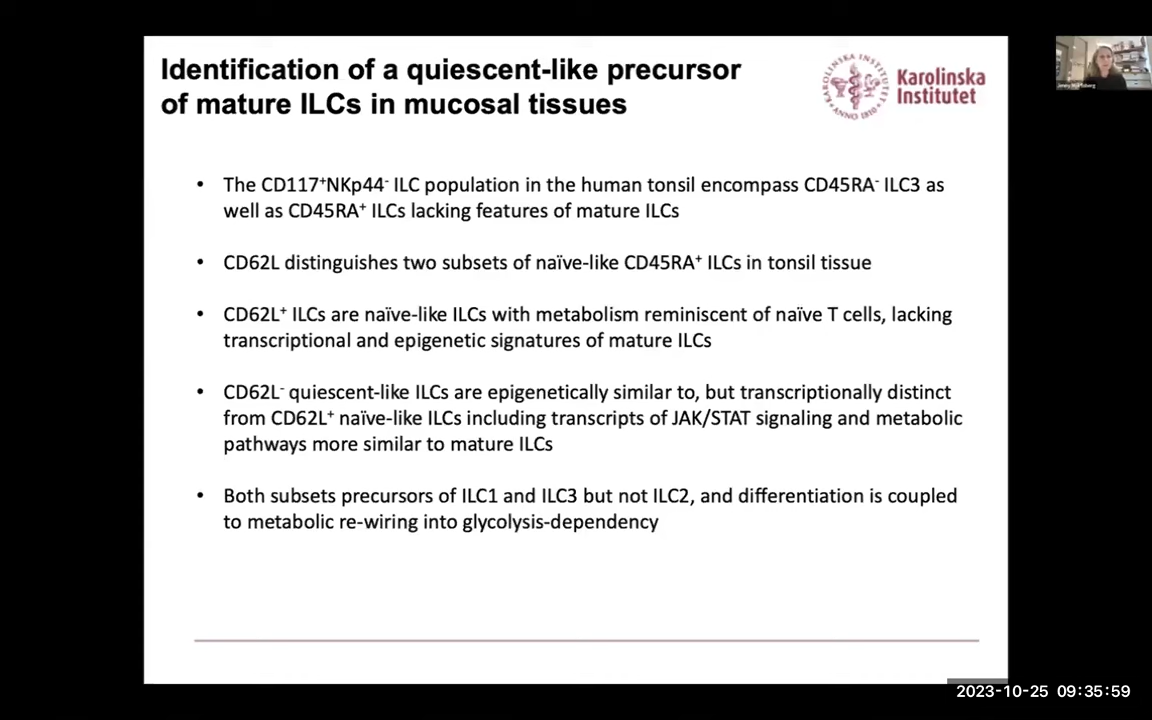 Identification of a quiescent-like precursor
of mature ILCs in mucosal tissues
KAROLINSKA INSTITUTET
ANNO 1810
Karolinska
Institutet
• The CD117⁺NKp44⁻ ILC population in the human tonsil encompass CD45RA⁻ ILC3 as
well as CD45RA⁺ ILCs lacking features of mature ILCs
• CD62L distinguishes two subsets of naïve-like CD45RA⁺ ILCs in tonsil tissue
• CD62L⁺ ILCs are naïve-like ILCs with metabolism reminiscent of naïve T cells, lacking
transcriptional and epigenetic signatures of mature ILCs
• CD62L⁻ quiescent-like ILCs are epigenetically similar to, but transcriptionally distinct
from CD62L⁺ naïve-like ILCs including transcripts of JAK/STAT signaling and metabolic
pathways more similar to mature ILCs
• Both subsets precursors of ILC1 and ILC3 but not ILC2, and differentiation is coupled
to metabolic re-wiring into glycolysis-dependency
2023-10-25 09:35:59